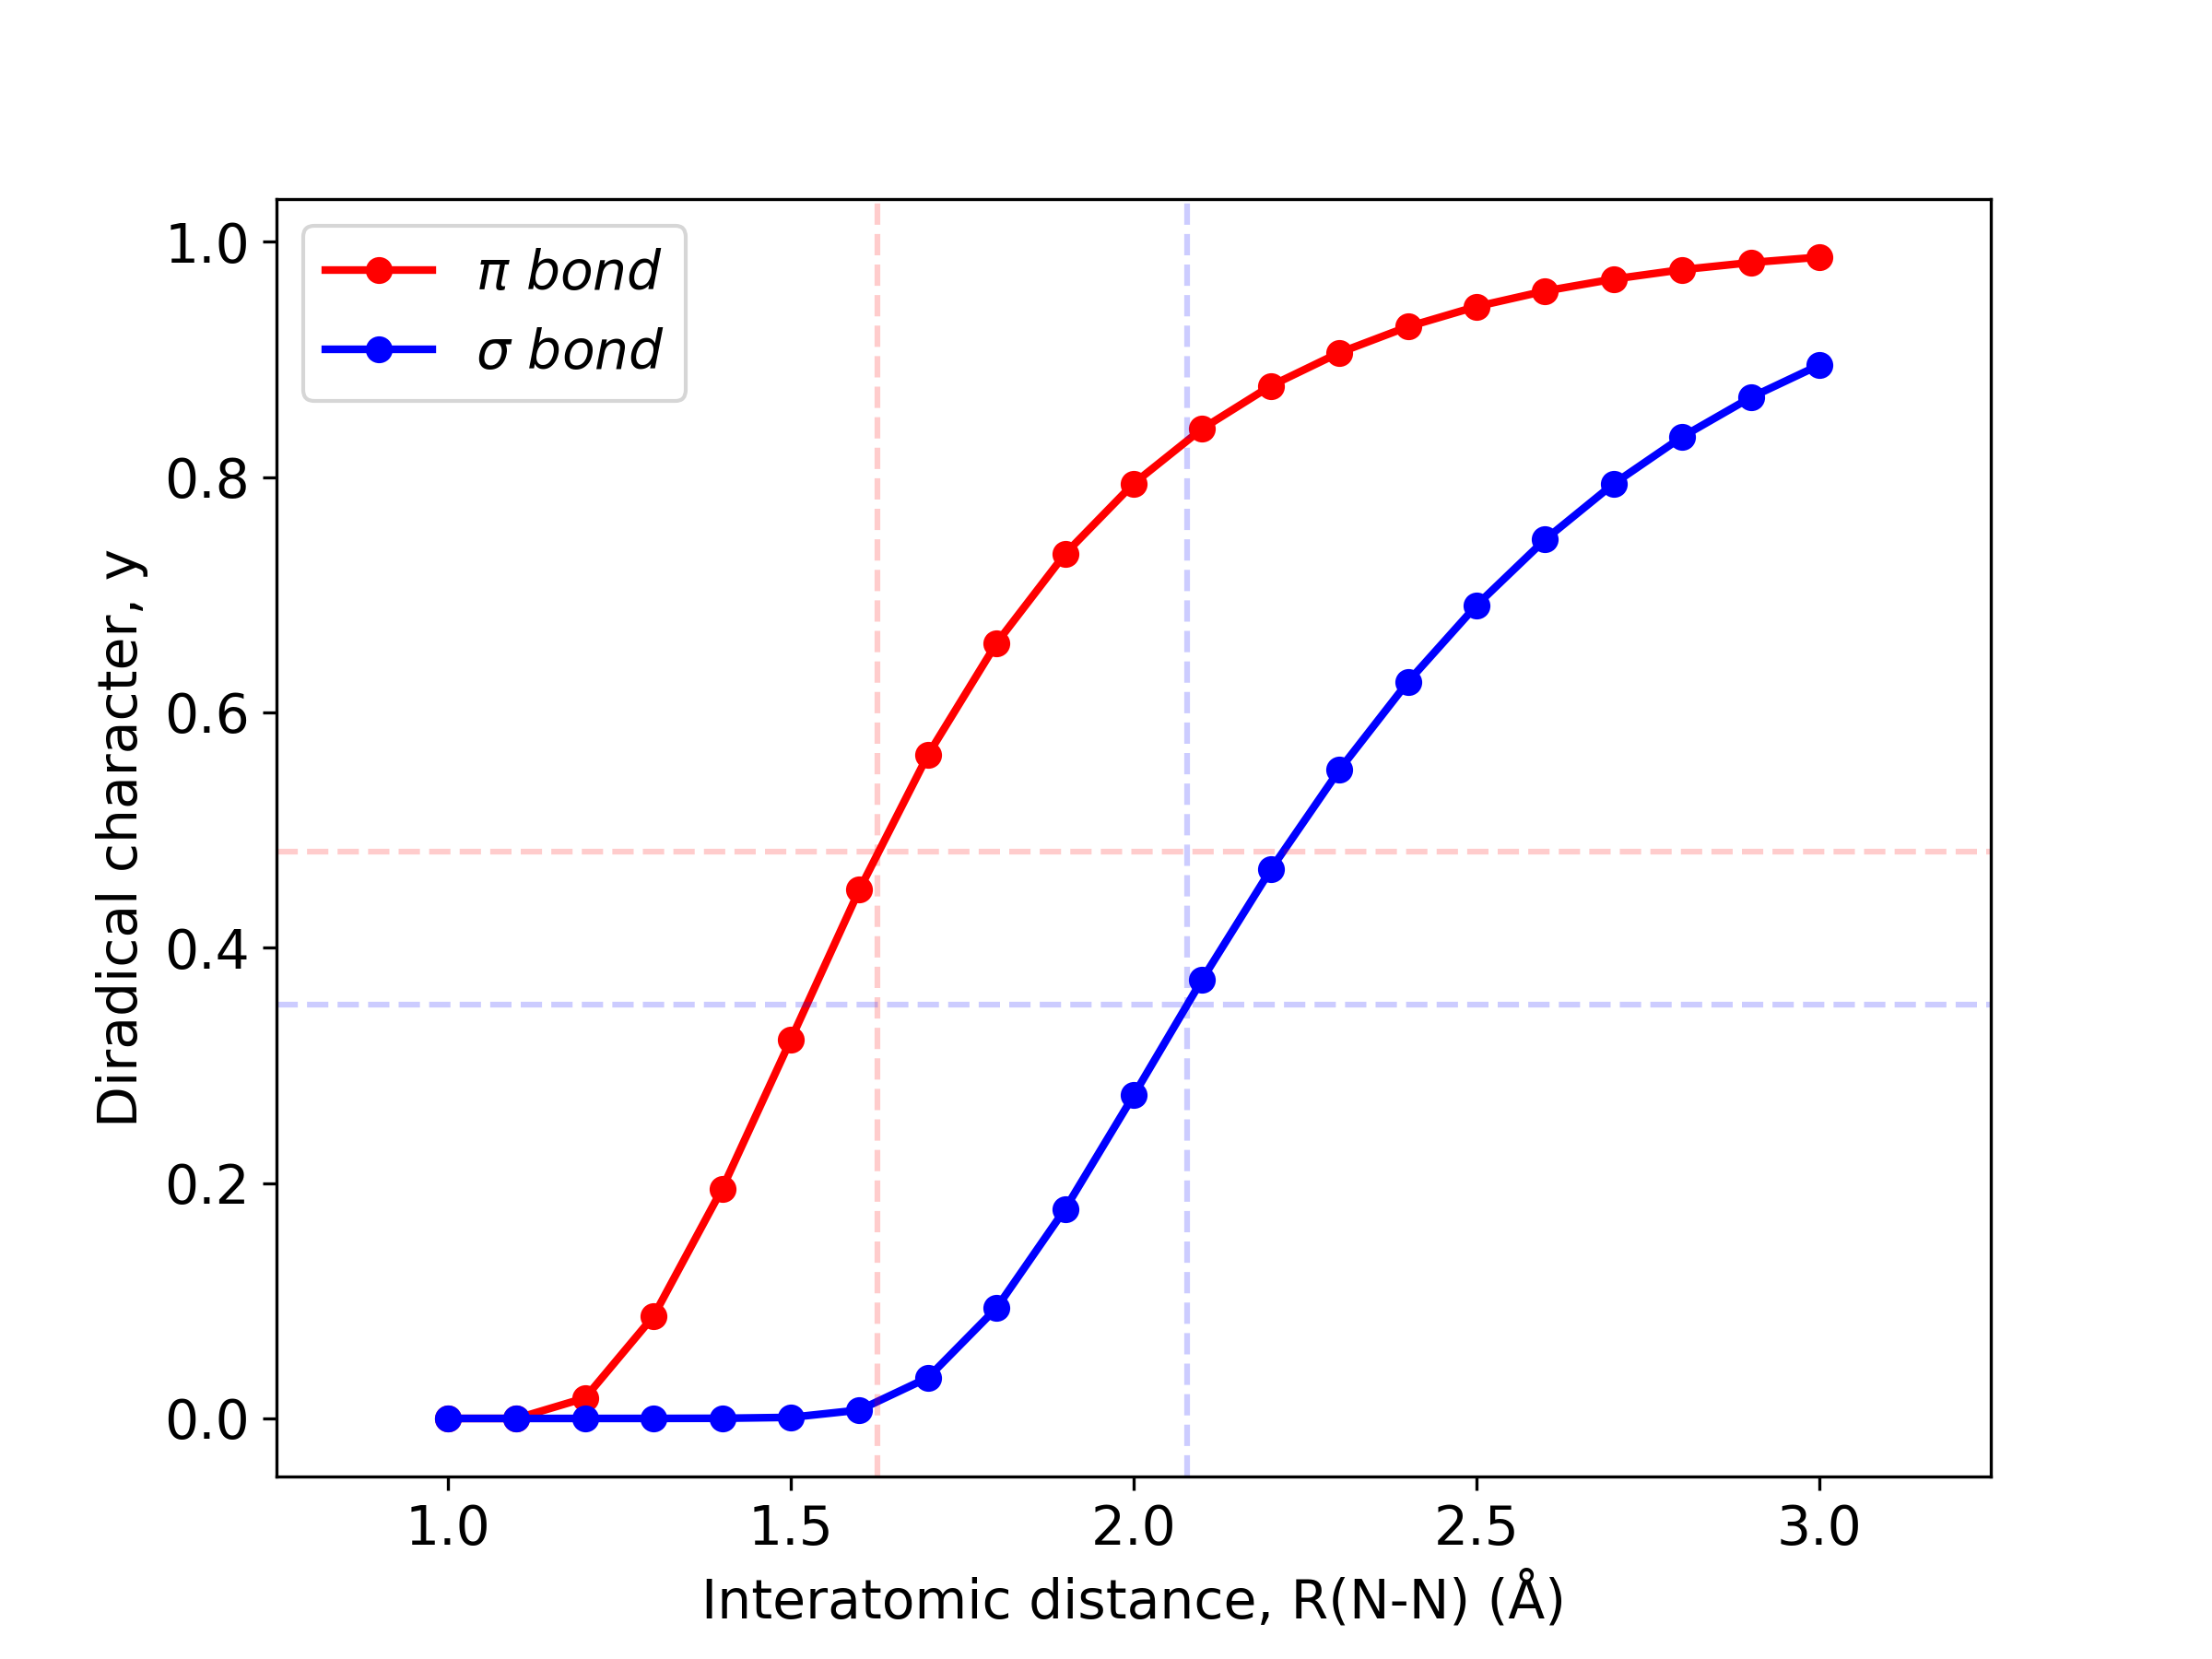 π bond
σ bond
1.0
0.8
0.6
0.4
0.2
0.0
Diradical character, y
1.0 1.5 2.0 2.5 3.0
Interatomic distance, R(N-N) (Å)